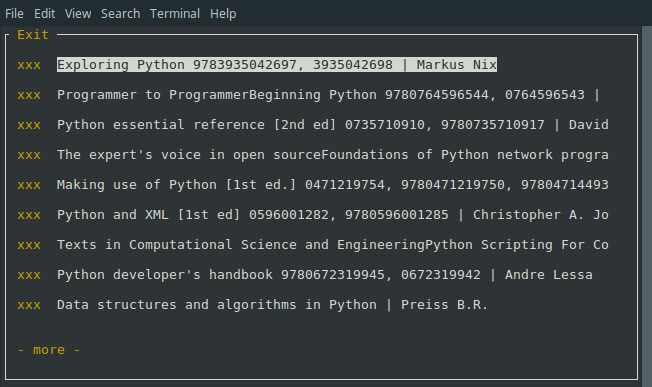 File Edit View Search Terminal Help
Exit
xxx Exploring Python 9783935042697, 3935042698 | Markus Nix
xxx Programmer to ProgrammerBeginning Python 9780764596544, 0764596543 |
xxx Python essential reference [2nd ed] 0735710910, 9780735710917 | David
xxx The expert's voice in open sourceFoundations of Python network progra
xxx Making use of Python [1st ed.] 0471219754, 9780471219750, 97804714493
xxx Python and XML [1st ed] 0596001282, 9780596001285 | Christopher A. Jo
xxx Texts in Computational Science and EngineeringPython Scripting For Co
xxx Python developer's handbook 9780672319945, 0672319942 | Andre Lessa
xxx Data structures and algorithms in Python | Preiss B.R.
- more -